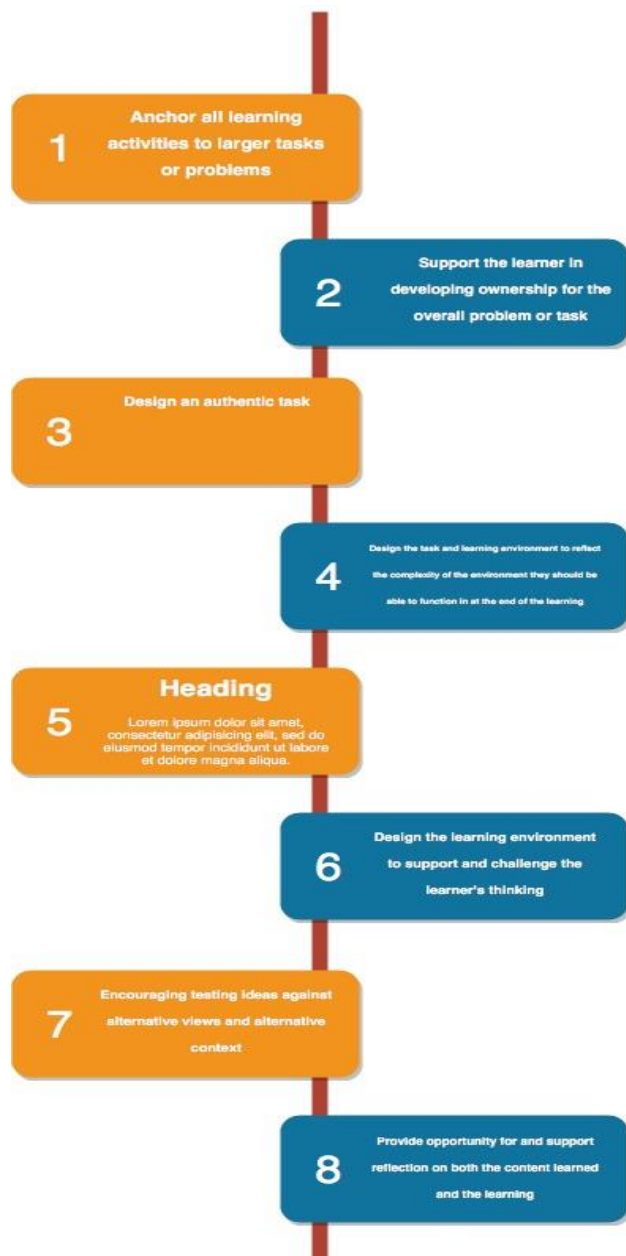 1
Anchor all learning
activities to larger tasks
or problems
2
Support the learner in
developing ownership for the
overall problem or task
3
Design an authentic task
4
Design the task and learning environment to reflect
the complexity of the environment they should be
able to function in at the end of the learning
5
Heading
Lorem ipsum dolor sit amet,
consectetur adipisicing elit, sed do
eiusmod tempor incididunt ut labore
et dolore magna aliqua.
6
Design the learning environment
to support and challenge the
learner's thinking
7
Encouraging testing ideas against
alternative views and alternative
context
8
Provide opportunity for and support
reflection on both the content learned
and the learning